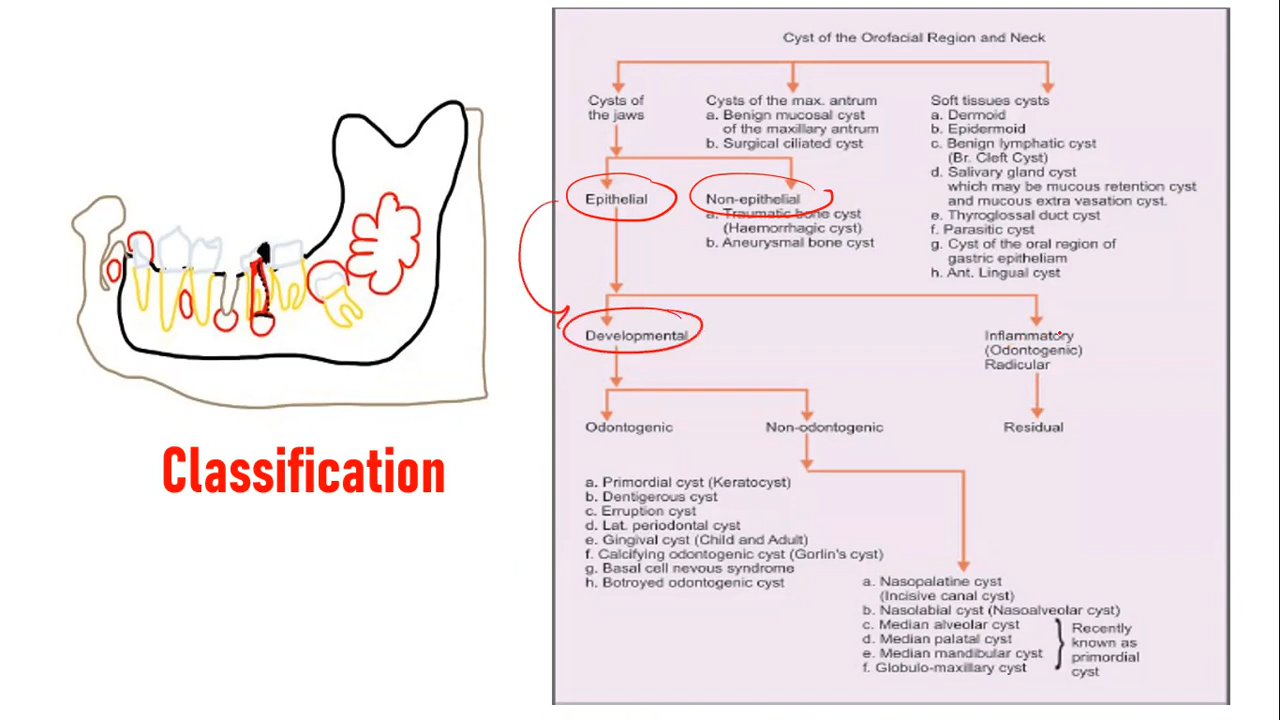 Classification
Cyst of the Orofacial Region and Neck
Cysts of
the jaws
Cysts of the max. antrum
a. Benign mucosal cyst
of the maxillary antrum
b. Surgical ciliated cyst
Soft tissues cysts
a. Dermoid
b. Epidermoid
c. Benign lymphatic cyst
(Br. Cleft Cyst)
d. Salivary gland cyst
which may be mucous retention cyst
and mucous extra vasation cyst.
e. Thyroglossal duct cyst
f. Parasitic cyst
g. Cyst of the oral region of
gastric epitheliam
h. Ant. Lingual cyst
Epithelial
Non-epithelial
a. Traumatic bone cyst
(Haemorrhagic cyst)
b. Aneurysmal bone cyst
Developmental
Inflammatory
(Odontogenic)
Radicular
Odontogenic
Non-odontogenic
Residual
a. Primordial cyst (Keratocyst)
b. Dentigerous cyst
c. Erruption cyst
d. Lat. periodontal cyst
e. Gingival cyst (Child and Adult)
f. Calcifying odontogenic cyst (Gorlin's cyst)
g. Basal cell nevous syndrome
h. Botroyed odontogenic cyst
a. Nasopalatine cyst
(Incisive canal cyst)
b. Nasolabial cyst (Nasoalveolar cyst)
c. Median alveolar cyst
d. Median palatal cyst
e. Median mandibular cyst
f. Globulo-maxillary cyst
Recently
known as
primordial
cyst